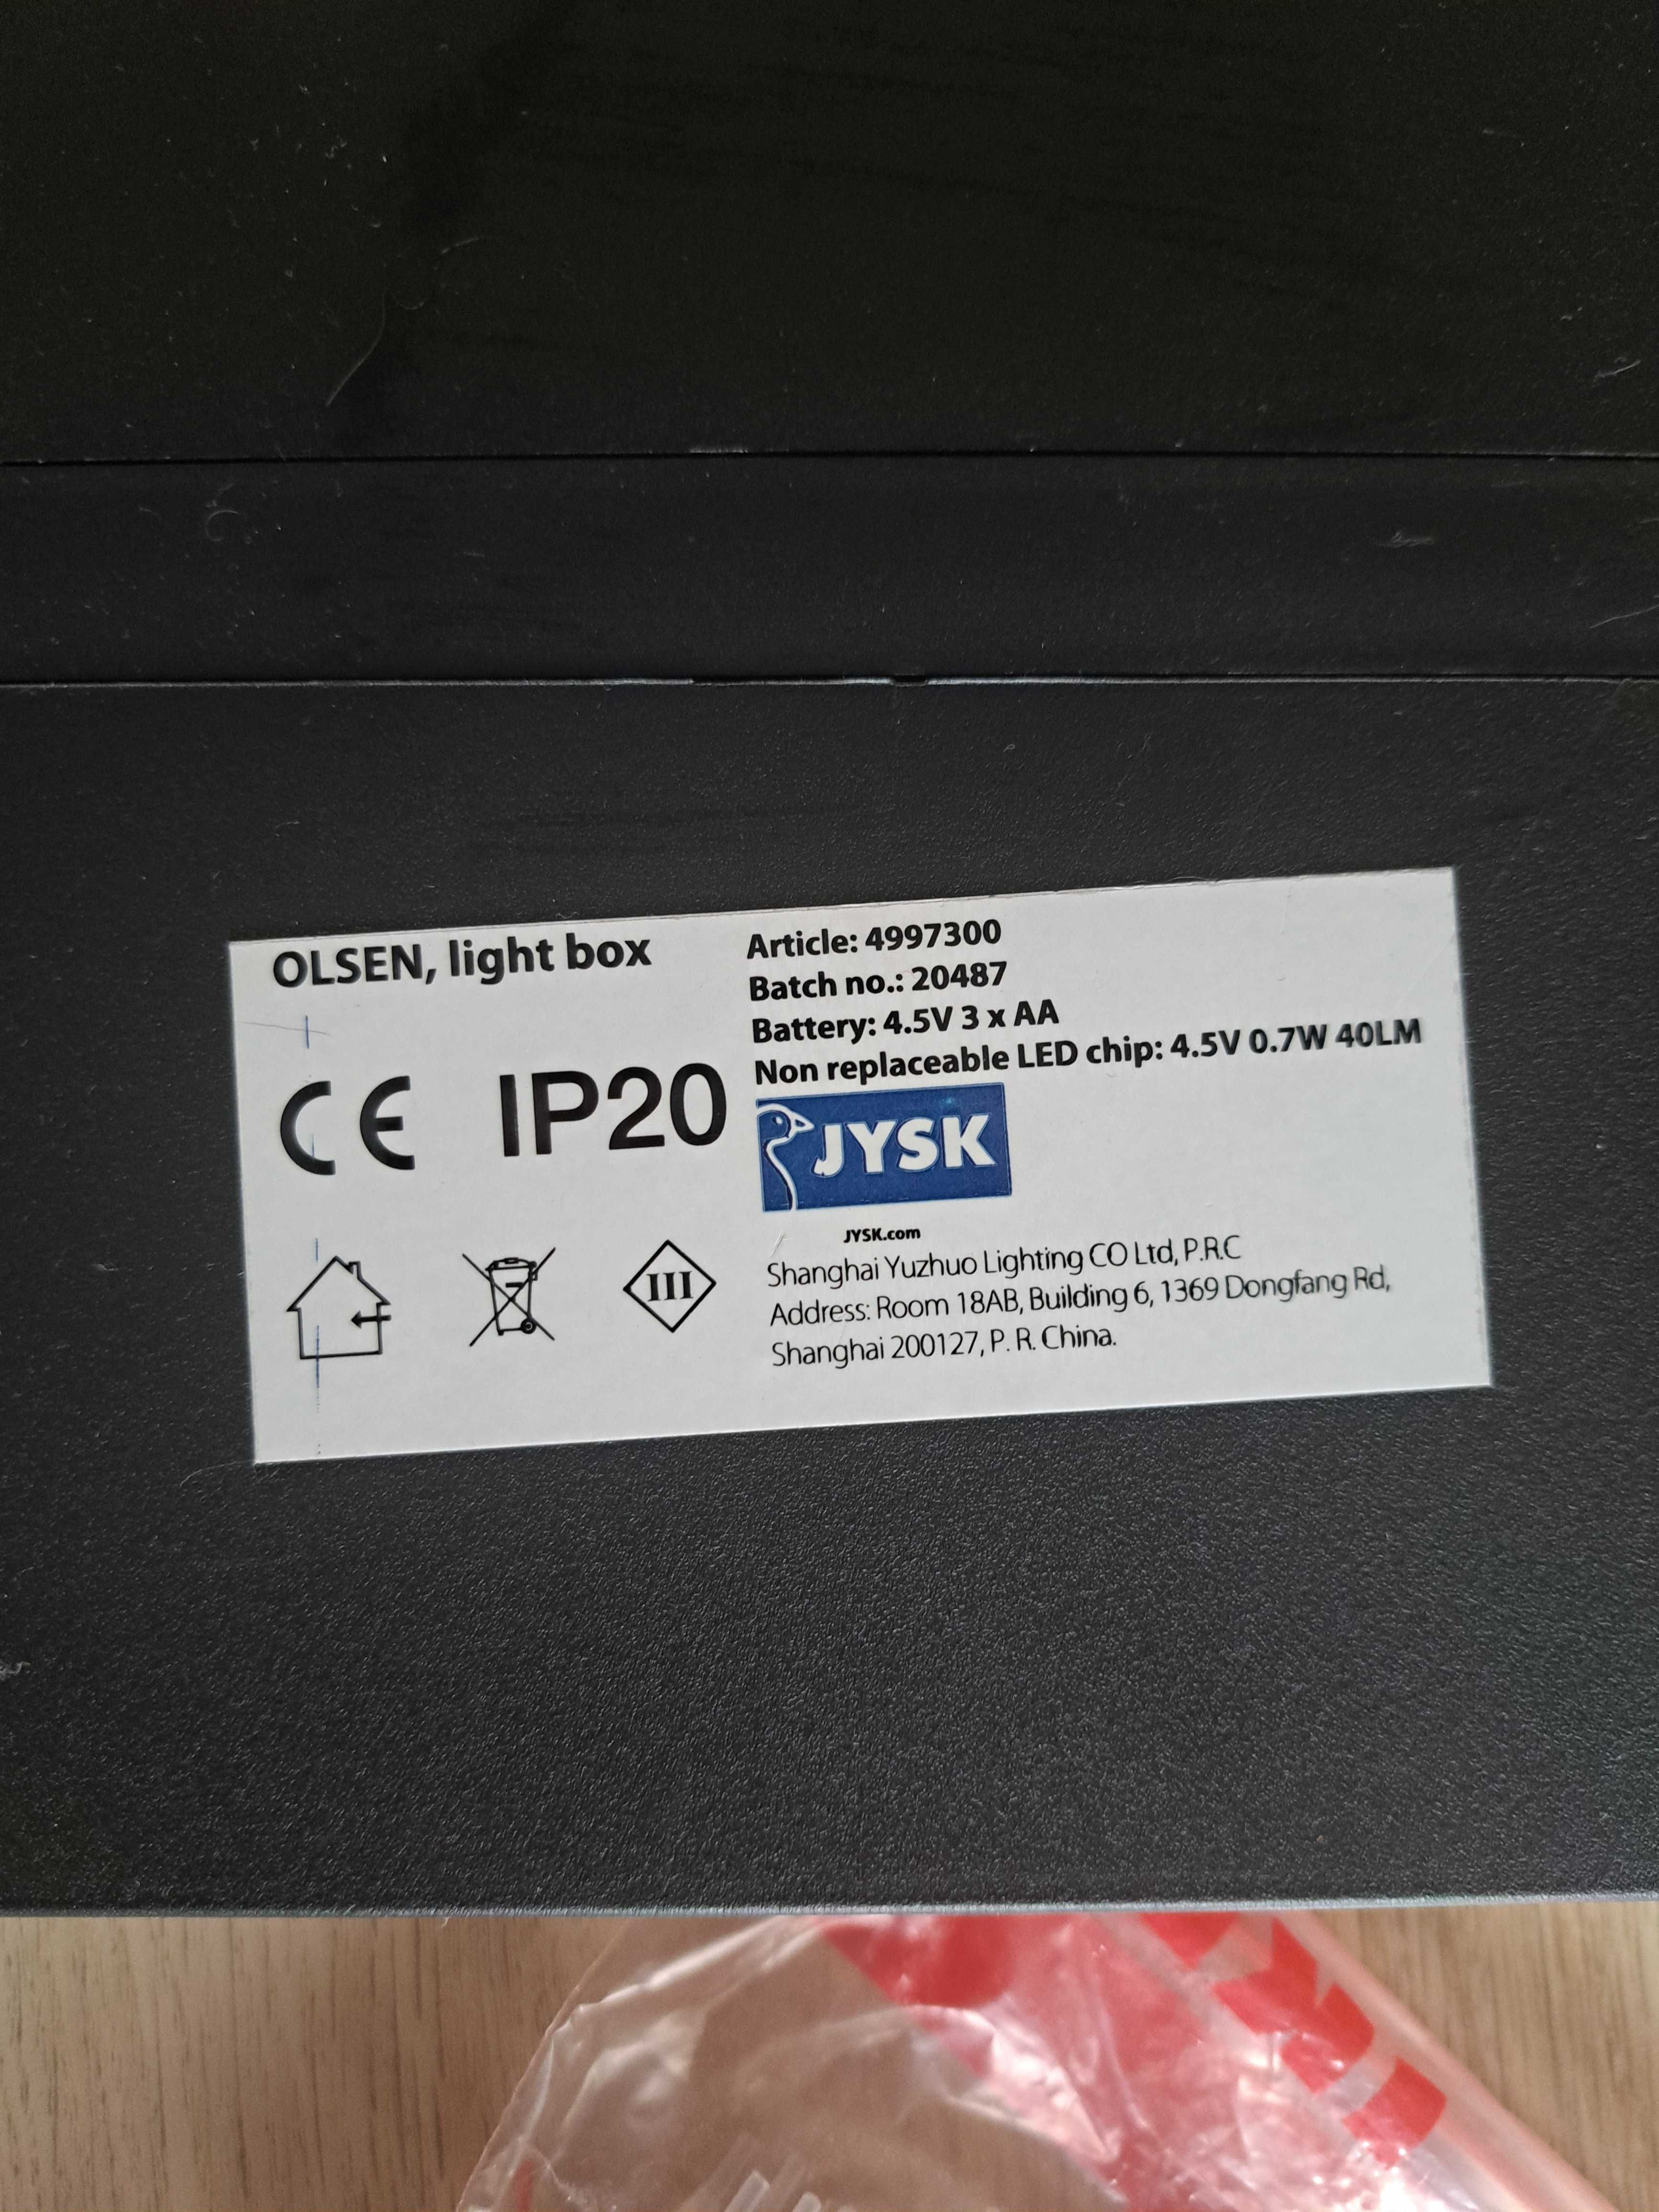 OLSEN, light box
CE IP20
III
Article: 4997300
Batch no.: 20487
Battery: 4.5V 3 x AA
Non replaceable LED chip: 4.5V 0.7W 40LM
JYSK
JYSK.com
Shanghai Yuzhuo Lighting CO Ltd, P.R.C
Address: Room 18AB, Building 6, 1369 Dongfang Rd,
Shanghai 200127, P. R. China.